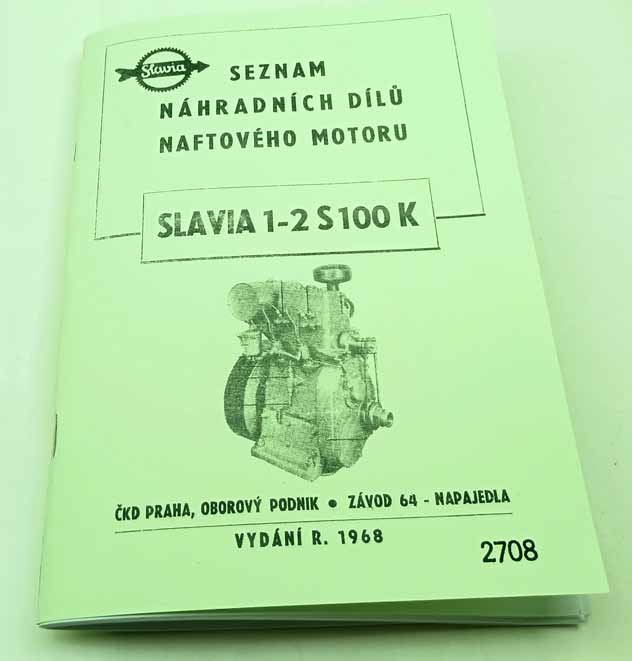 Slavia
SEZNAM
NÁHRADNÍCH DÍLŮ
NAFTOVÉHO MOTORU
SLAVIA 1-2 S 100 K
ČKD PRAHA, OBOROVÝ PODNIK • ZÁVOD 64 - NAPAJEDLA
VYDÁNÍ R. 1968
2708